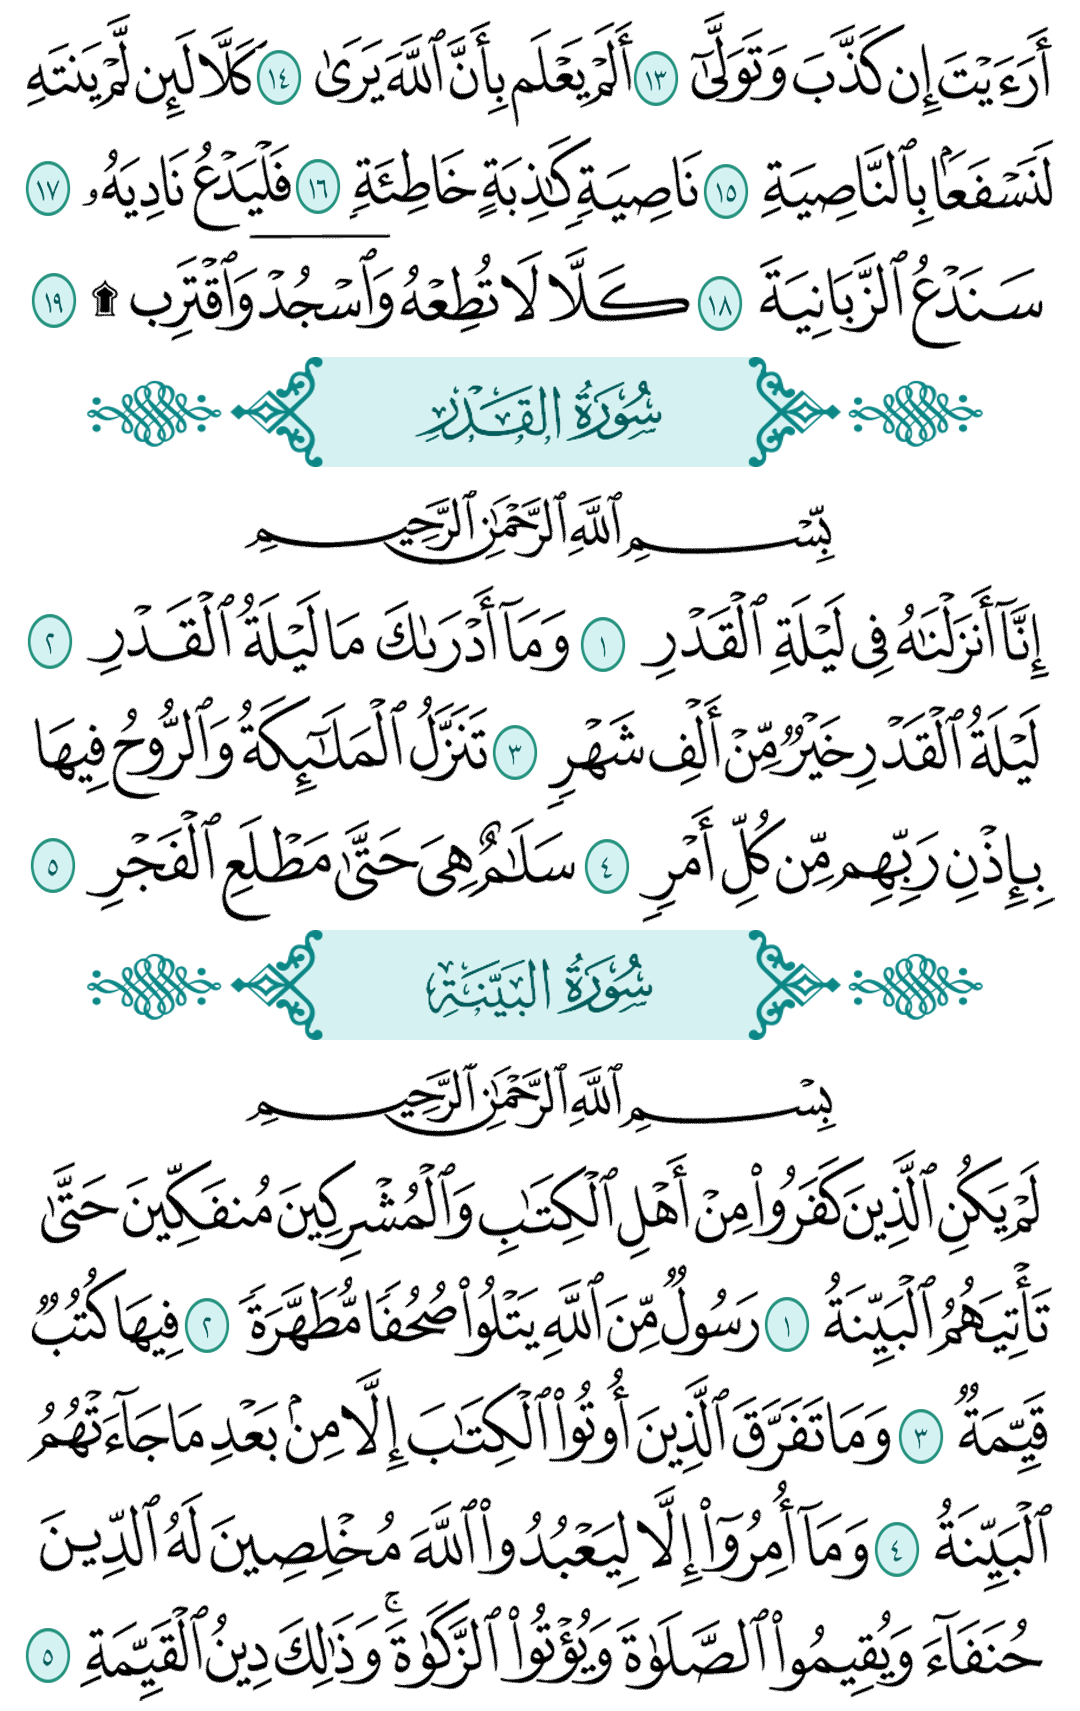 أَرَءَيۡتَ إِن كَذَّبَ وَتَوَلَّىٰٓ ١٣ أَلَمۡ يَعۡلَم بِأَنَّ ٱللَّهَ يَرَىٰ ١٤ كَلَّا لَئِن لَّمۡ يَنتَهِ
لَنَسۡفَعَۢا بِٱلنَّاصِيَةِ ١٥ نَاصِيَةٖ كَٰذِبَةٍ خَاطِئَةٖ ١٦ فَلۡيَدۡعُ نَادِيَهُۥ ١٧
سَنَدۡعُ ٱلزَّبَانِيَةَ ١٨ كَلَّا لَا تُطِعۡهُ وَٱسۡجُدۡۤ وَٱقۡتَرِب ۩ ١٩
سُورَةُ القَدۡرِ
بِّسۡمِ ٱللَّهِ ٱلرَّحۡمَٰنِ ٱلرَّحِيمِ
إِنَّآ أَنزَلۡنَٰهُ فِي لَيۡلَةِ ٱلۡقَدۡرِ ١ وَمَآ أَدۡرَىٰكَ مَا لَيۡلَةُ ٱلۡقَدۡرِ ٢
لَيۡلَةُ ٱلۡقَدۡرِ خَيۡرٞ مِّنۡ أَلۡفِ شَهۡرٖ ٣ تَنَزَّلُ ٱلۡمَلَٰٓئِكَةُ وَٱلرُّوحُ فِيهَا
بِإِذۡنِ رَبِّهِم مِّن كُلِّ أَمۡرٖ ٤ سَلَٰمٌ هِيَ حَتَّىٰ مَطۡلَعِ ٱلۡفَجۡرِ ٥
سُورَةُ البَيِّنَةِ
بِسۡمِ ٱللَّهِ ٱلرَّحۡمَٰنِ ٱلرَّحِيمِ
لَمۡ يَكُنِ ٱلَّذِينَ كَفَرُواْ مِنۡ أَهۡلِ ٱلۡكِتَٰبِ وَٱلۡمُشۡرِكِينَ مُنفَكِّينَ حَتَّىٰ
تَأۡتِيَهُمُ ٱلۡبَيِّنَةُ ١ رَسُولٞ مِّنَ ٱللَّهِ يَتۡلُواْ صُحُفٗا مُّطَهَّرَةٗ ٢ فِيهَا كُتُبٞ
قَيِّمَةٞ ٣ وَمَا تَفَرَّقَ ٱلَّذِينَ أُوتُواْ ٱلۡكِتَٰبَ إِلَّا مِنۢ بَعۡدِ مَا جَآءَتۡهُمُ
ٱلۡبَيِّنَةُ ٤ وَمَآ أُمِرُوٓاْ إِلَّا لِيَعۡبُدُواْ ٱللَّهَ مُخۡلِصِينَ لَهُ ٱلدِّينَ
حُنَفَآءَ وَيُقِيمُواْ ٱلصَّلَوٰةَ وَيُؤۡتُواْ ٱلزَّكَوٰةَۚ وَذَٰلِكَ دِينُ ٱلۡقَيِّمَةِ ٥